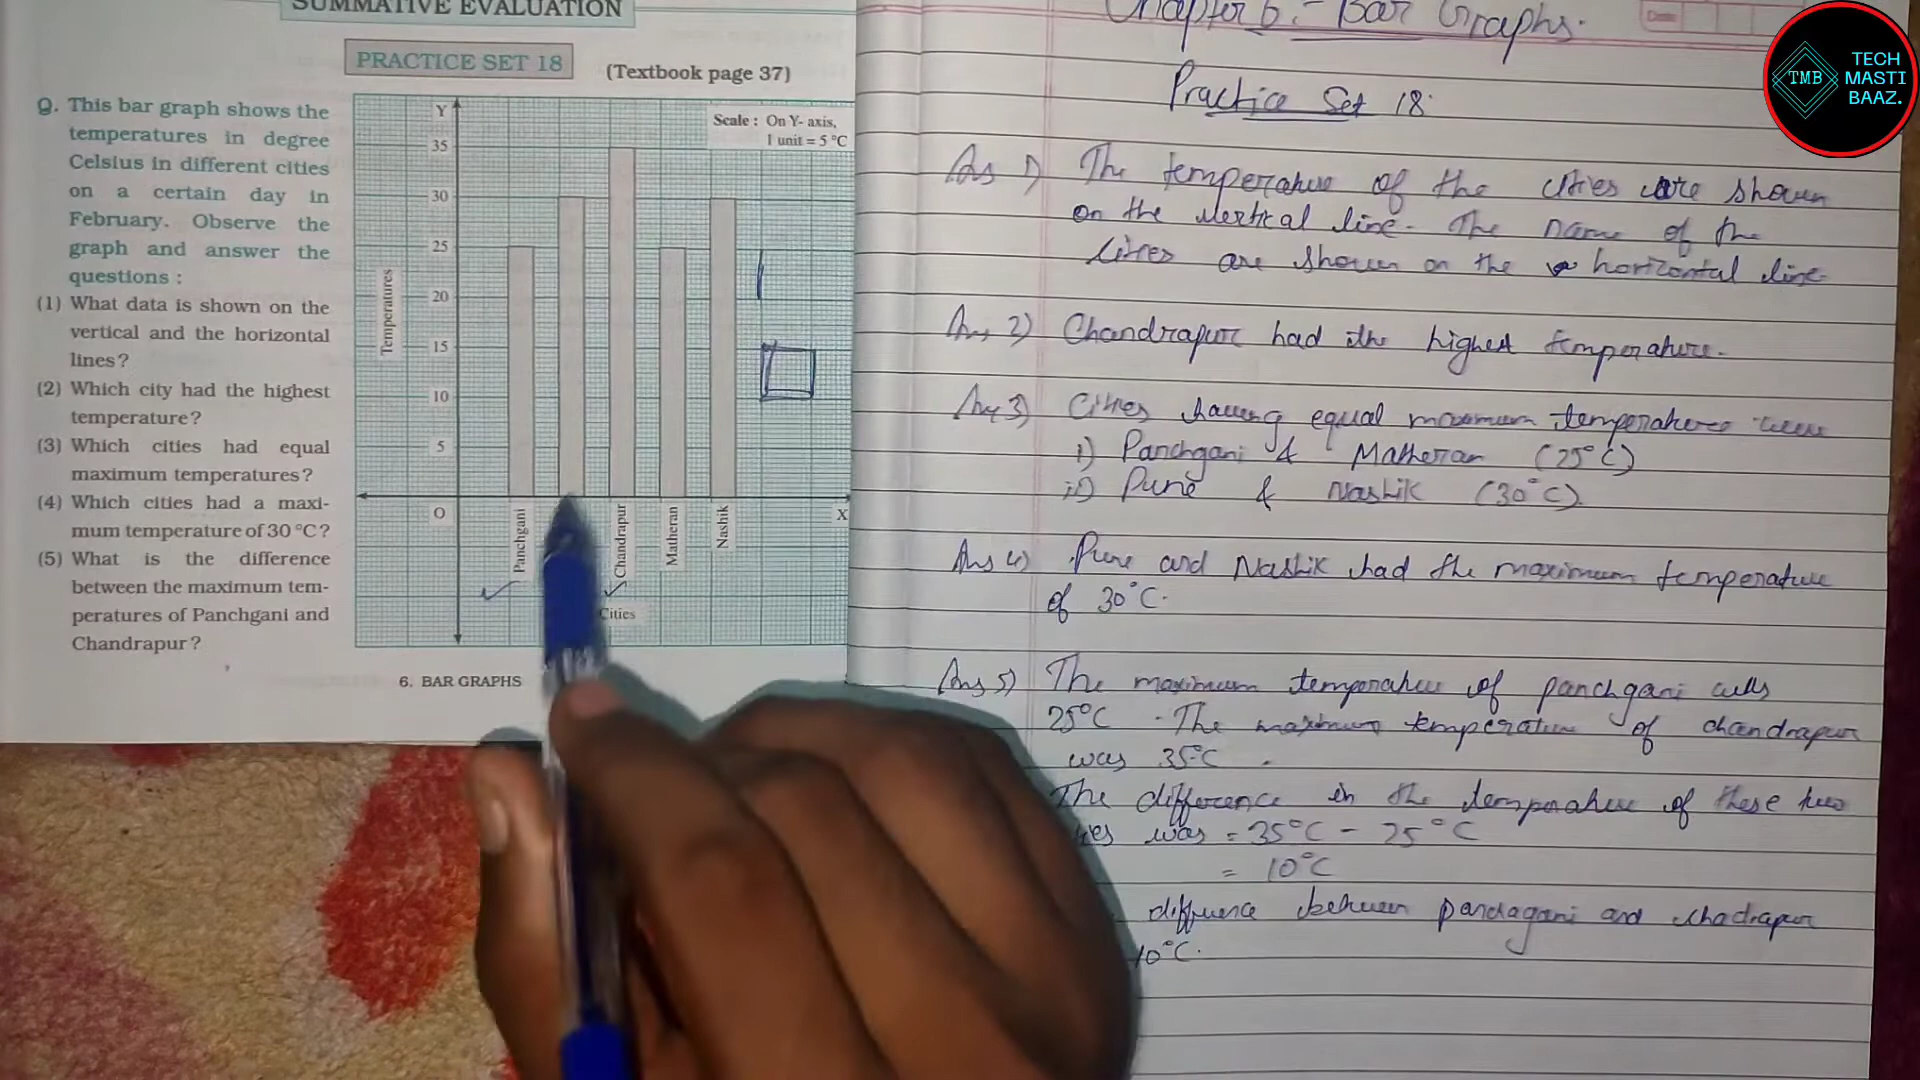 SUMMATIVE EVALUATION
PRACTICE SET 18
(Textbook page 37)
Q. This bar graph shows the
temperatures in degree
Celsius in different cities
on a certain day in
February. Observe the
graph and answer the
questions :
(1) What data is shown on the
vertical and the horizontal
lines?
(2) Which city had the highest
temperature?
(3) Which cities had equal
maximum temperatures?
(4) Which cities had a maxi-
mum temperature of 30 °C?
(5) What is the difference
between the maximum tem-
peratures of Panchgani and
Chandrapur?
Scale : On Y- axis,
1 unit = 5 °C
Y
35
30
25
20
15
10
5
O
X
Temperatures
Panchgani
Chandrapur
Matheran
Nashik
Cities
6. BAR GRAPHS
Chapter 6:- Bar Graphs.
Date:
Practice Set 18.
Ans 1) The temperature of the cities are shown
on the vertical line. The name of the
cities are shown on the horizontal line.
Ans 2) Chandrapur had the highest temperature.
Ans 3) Cities having equal maximum temperatures were
i) Panchgani & Matheran (25°C)
ii) Pune & Nashik (30°C)
Ans 4) Pune and Nashik had the maximum temperature
of 30°C.
Ans 5) The maximum temperature of panchgani was
25°C . The maximum temperature of chandrapur
was 35°C .
The difference in the temperature of these two
was = 35°C - 25°C
= 10°C
difference between pandagani and chadrapur
10°C.
TMB
TECH
MASTI
BAAZ.